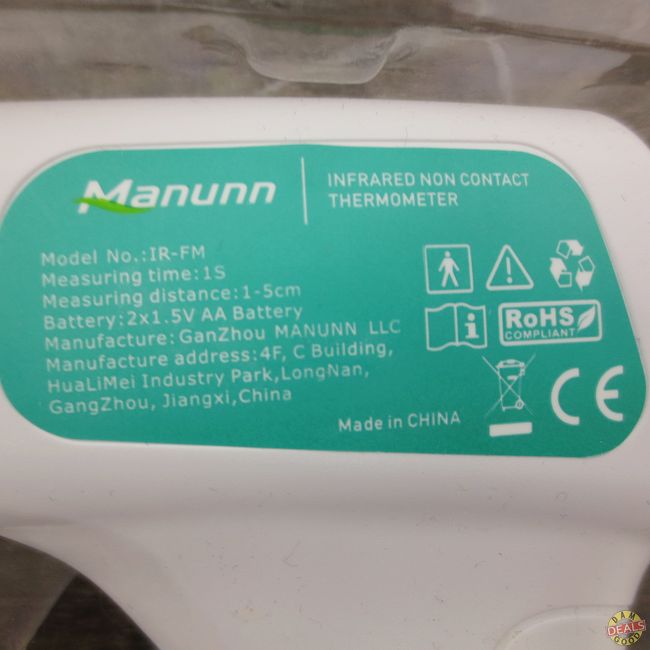 Manunn
INFRARED NON CONTACT
THERMOMETER
Model No.:IR-FM
Measuring time:1S
Measuring distance:1-5cm
Battery:2x1.5V AA Battery
Manufacture:GanZhou MANUNN LLC
Manufacture address:4F, C Building,
HuaLiMei Industry Park,LongNan,
GangZhou, Jiangxi,China
i
RoHS
COMPLIANT
CE
Made in CHINA
DAM
DEALS
GOOD